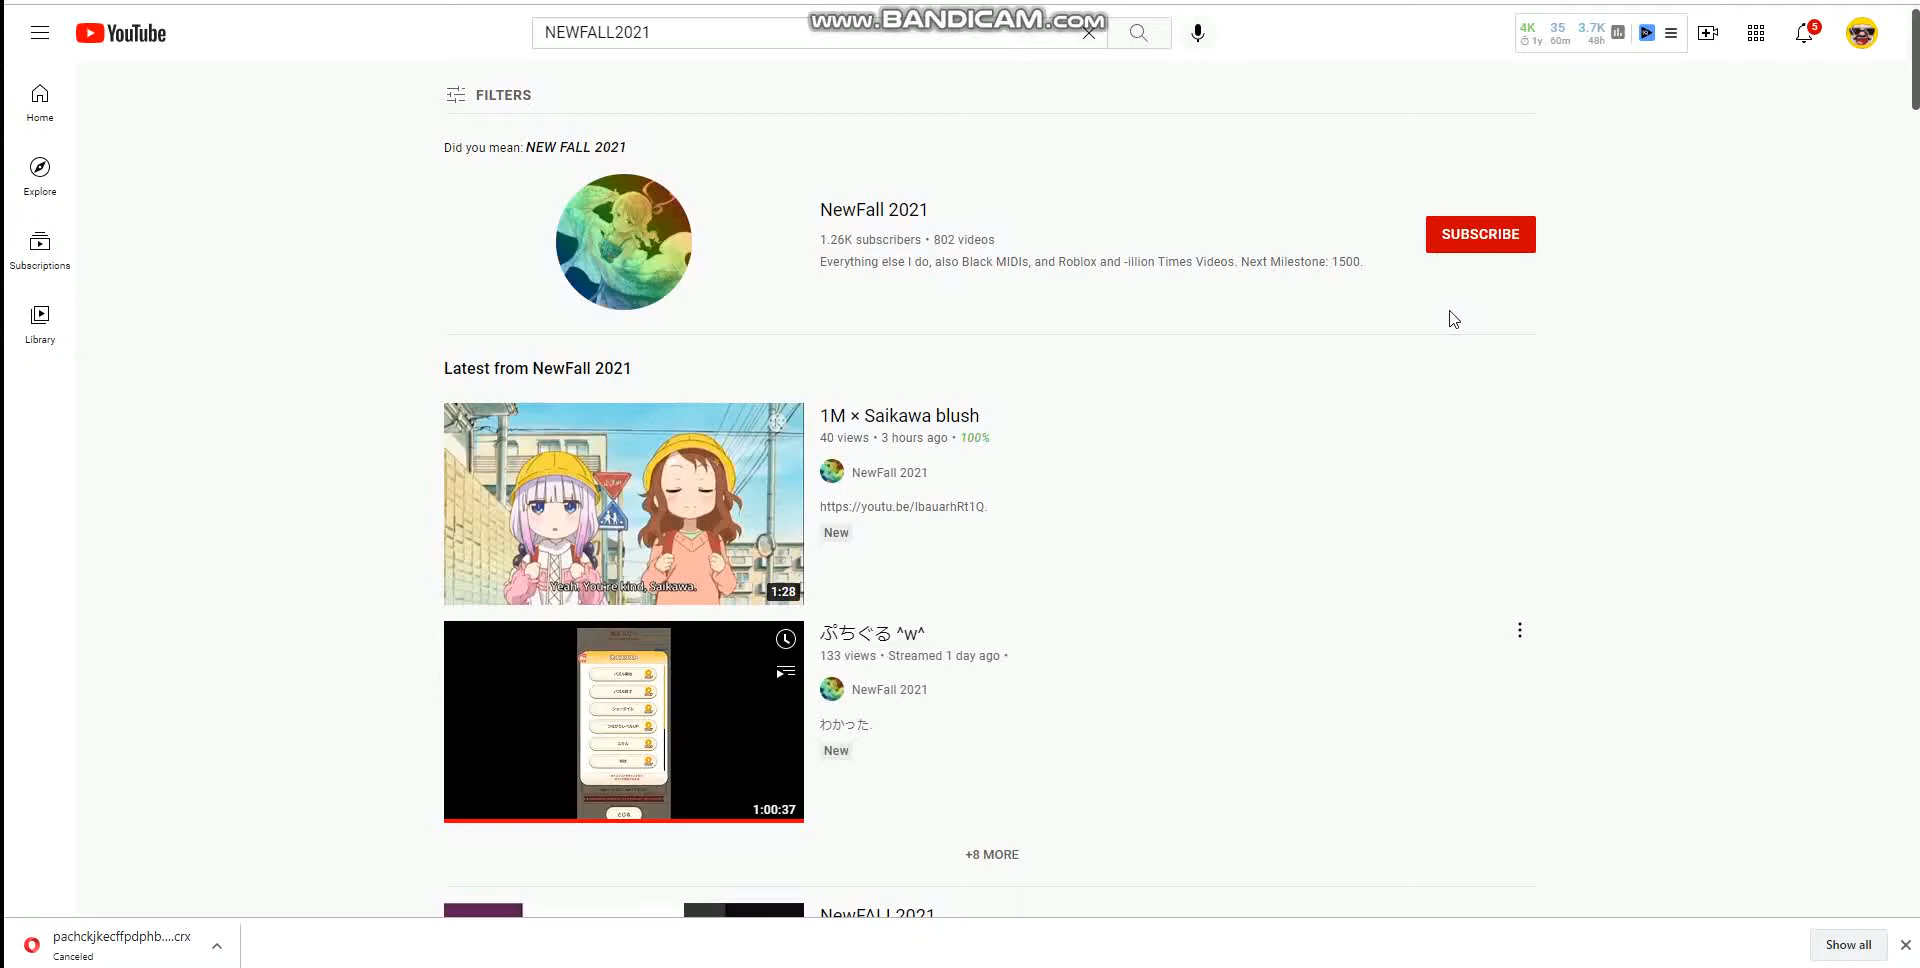 www.BANDICAM.com
YouTube
NEWFALL2021
4K 35 3.7K
1y 60m 48h
5
Home
Explore
Subscriptions
Library
FILTERS
Did you mean: NEW FALL 2021
NewFall 2021
1.26K subscribers • 802 videos
Everything else I do, also Black MIDIs, and Roblox and -illion Times Videos. Next Milestone: 1500.
SUBSCRIBE
Latest from NewFall 2021
Yeah. You're kind, Saikawa.
1:28
1M × Saikawa blush
40 views • 3 hours ago • 100%
NewFall 2021
https://youtu.be/IbauarhRt1Q.
New
とじる
1:00:37
ぷちぐる ^w^
133 views • Streamed 1 day ago •
NewFall 2021
わかった.
New
+8 MORE
NewFALL2021
pachckjkecffpdphb....crx
Canceled
Show all